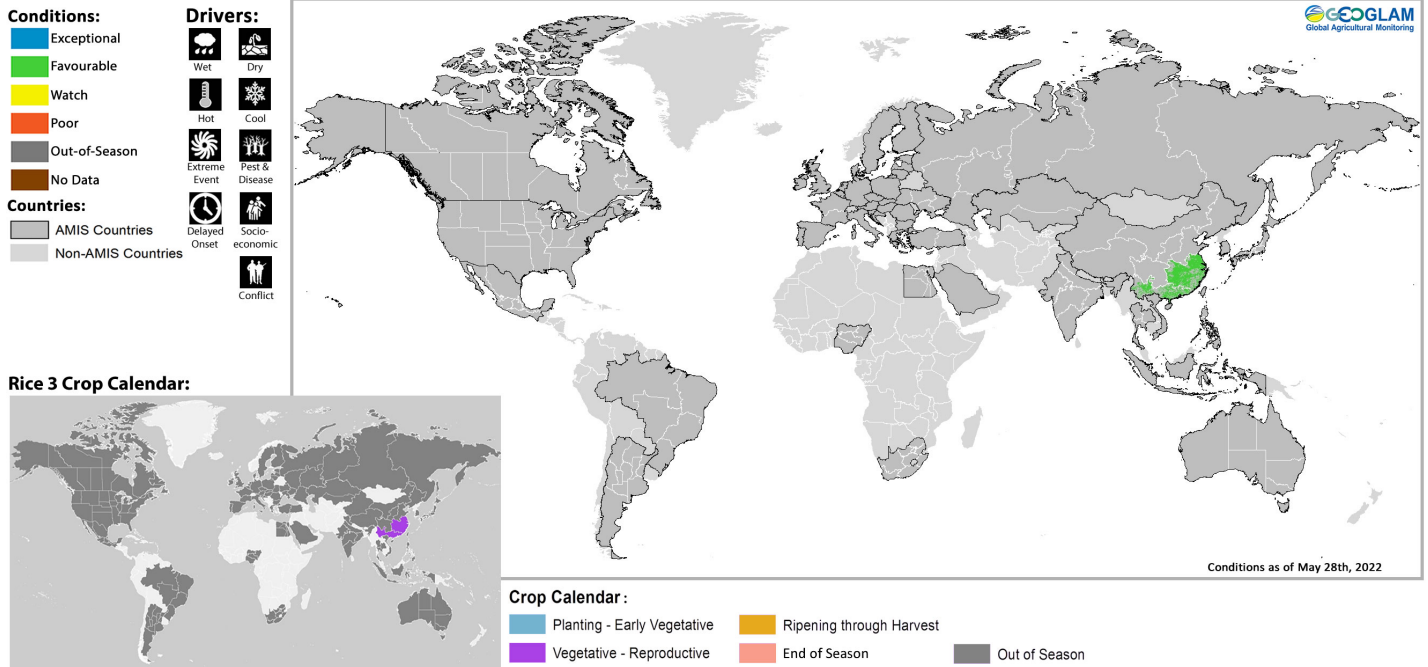 Conditions:
Exceptional
Favourable
Watch
Poor
Out-of-Season
No Data
Countries:
AMIS Countries
Non-AMIS Countries
Drivers:
Wet
Dry
Hot
Cool
Extreme
Event
Pest &
Disease
Delayed
Onset
Socio-
economic
Conflict
GEOGLAM
Global Agricultural Monitoring
Conditions as of May 28th, 2022
Rice 3 Crop Calendar:
Crop Calendar :
Planting - Early Vegetative
Vegetative - Reproductive
Ripening through Harvest
End of Season
Out of Season